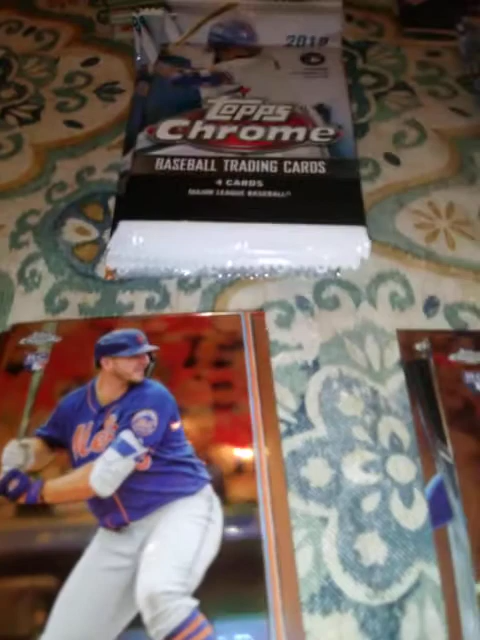 2019
Topps
Chrome
BASEBALL TRADING CARDS
4 CARDS
MAJOR LEAGUE BASEBALL
Mets